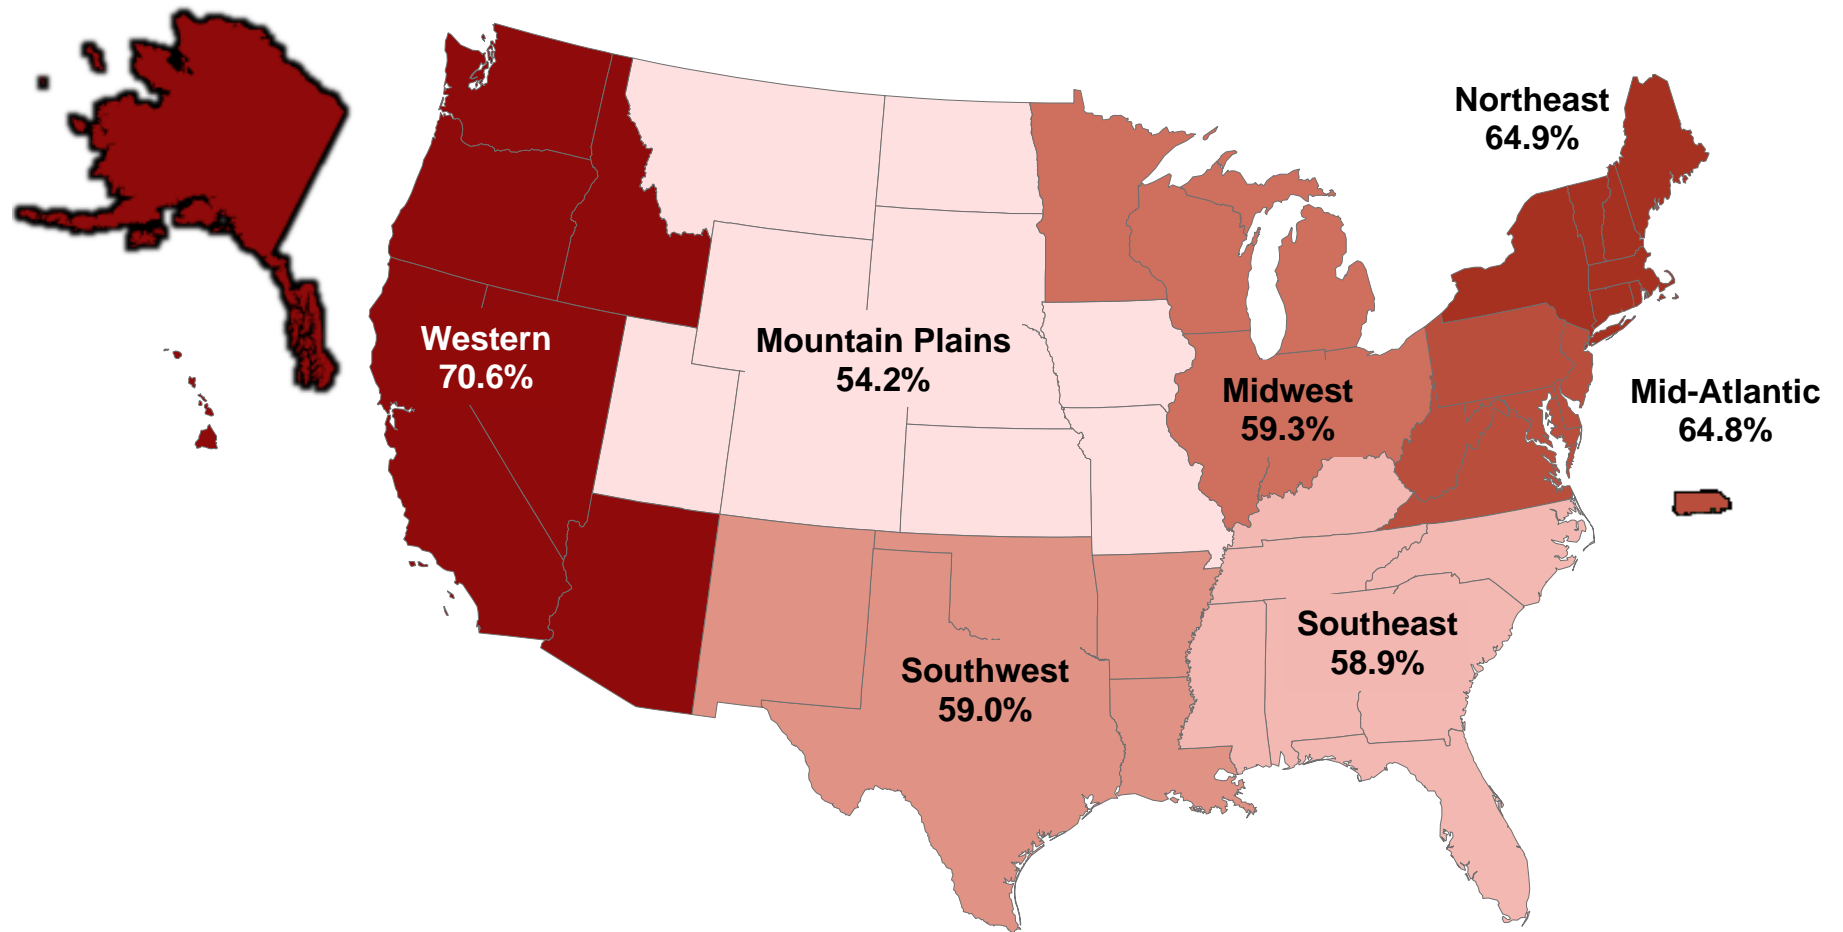 Northeast
64.9%
Western
70.6%
Mountain Plains
54.2%
Midwest
59.3%
Mid-Atlantic
64.8%
Southeast
58.9%
Southwest
59.0%